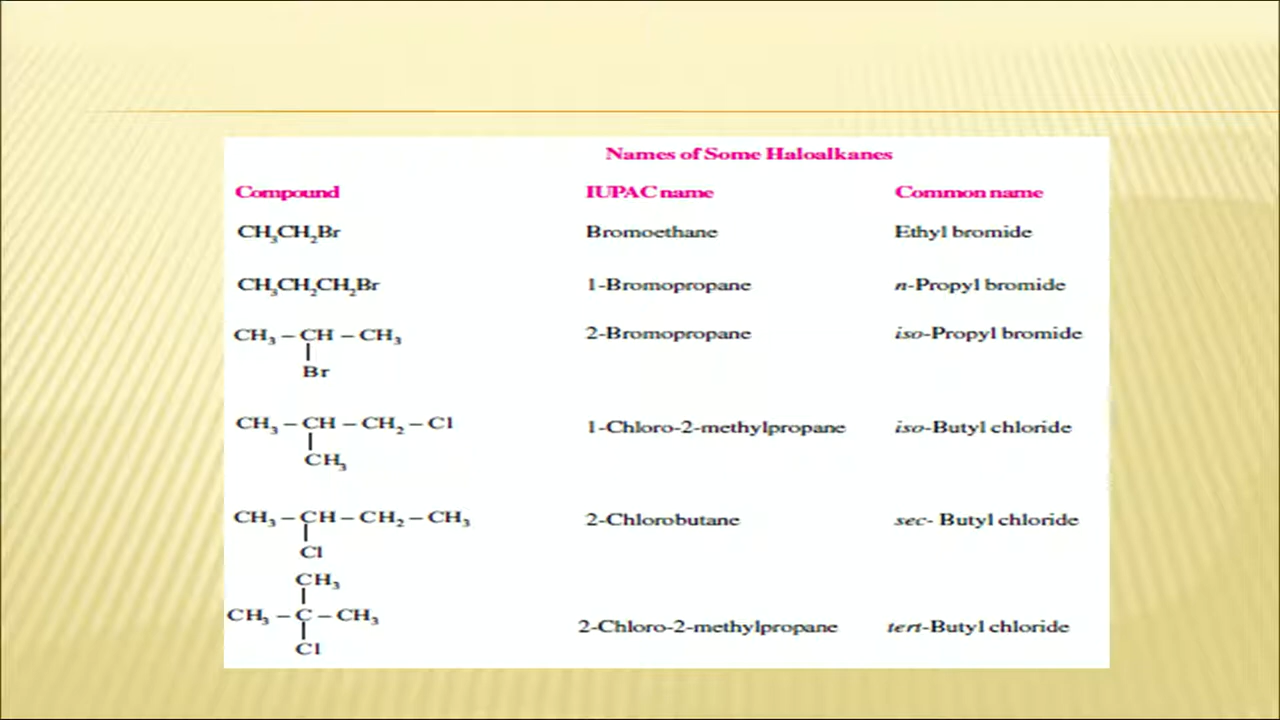 Names of Some Haloalkanes
Compound IUPAC name Common name
CH₃CH₂Br Bromoethane Ethyl bromide
CH₃CH₂CH₂Br 1-Bromopropane n-Propyl bromide
CH₃ – CH – CH₃ 2-Bromopropane iso-Propyl bromide
Br
CH₃ – CH – CH₂ – Cl 1-Chloro-2-methylpropane iso-Butyl chloride
CH₃
CH₃ – CH – CH₂ – CH₃ 2-Chlorobutane sec- Butyl chloride
Cl
CH₃
CH₃ – C – CH₃ 2-Chloro-2-methylpropane tert-Butyl chloride
Cl